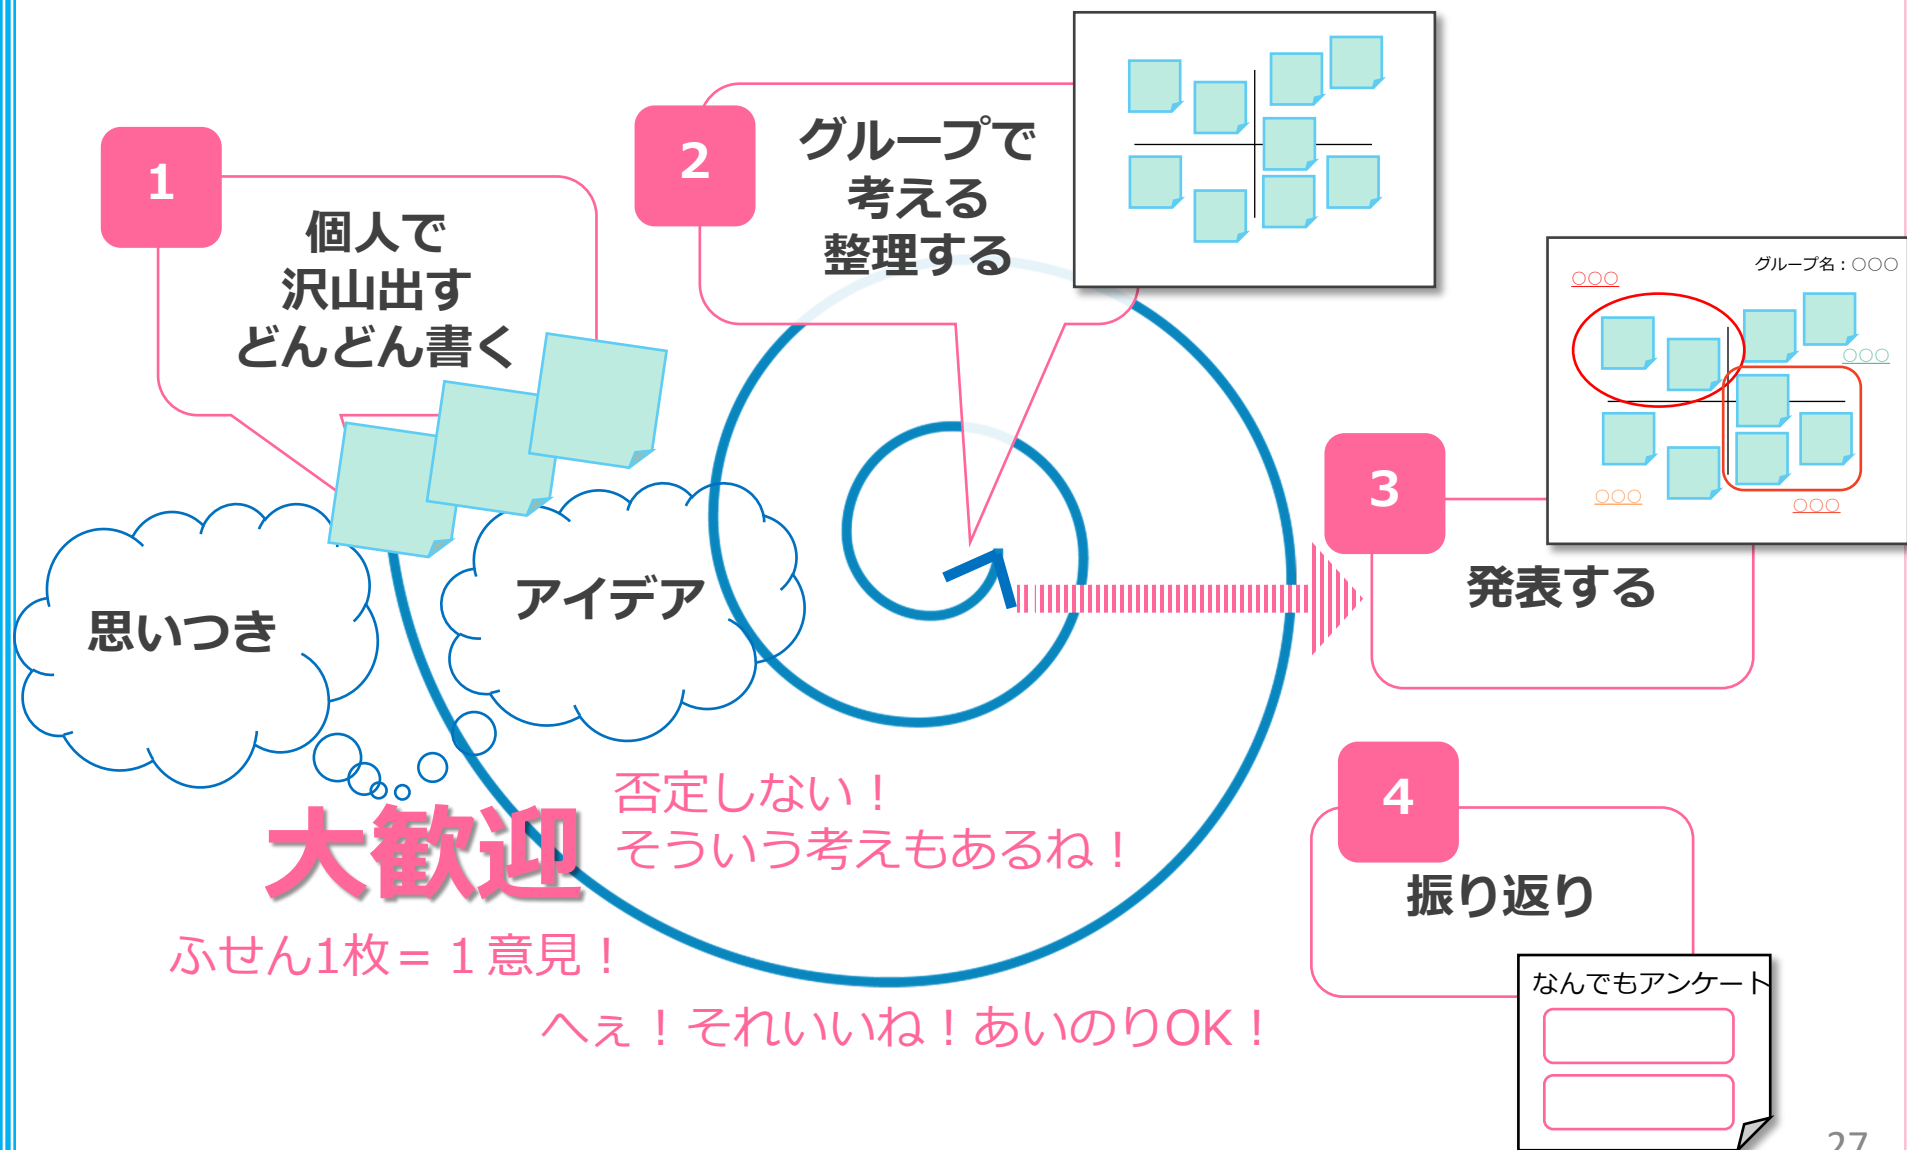 1
個人で
沢山出す
どんどん書く
2
グループで
考える
整理する
グループ名：○○○
○○○
○○○
○○○
○○○
3
発表する
思いつき
アイデア
大歓迎
否定しない！
そういう考えもあるね！
ふせん1枚＝１意見！
へぇ！それいいね！あいのりOK！
4
振り返り
なんでもアンケート
27